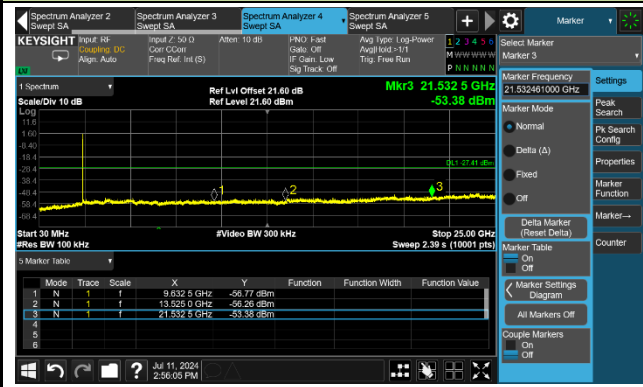 Spectrum Analyzer 2
Swept SA
Spectrum Analyzer 3
Swept SA
Spectrum Analyzer 4
Swept SA
Spectrum Analyzer 5
Swept SA
+
Marker
KEYSIGHT
Input: RF
Coupling: DC
Align: Auto
Input Z: 50 Ω
Corr CCorr
Freq Ref: Int (S)
Atten: 10 dB
PNO: Fast
Gate: Off
IF Gain: Low
Sig Track: Off
Avg Type: Log-Power
Avg|Hold:>1/1
Trig: Free Run
1 2 3 4 5 6
M W W W W W
P N N N N N
LU
Select Marker
Marker 3
1 Spectrum
Scale/Div 10 dB
Log
Ref Lvl Offset 21.60 dB
Ref Level 21.60 dBm
Mkr3 21.532 5 GHz
-53.38 dBm
11.6
1.60
-8.40
-18.4
-28.4
-38.4
-48.4
-58.4
-68.4
DL1 -27.41 dBm
1
2
3
Start 30 MHz
#Res BW 100 kHz
#Video BW 300 kHz
Stop 25.00 GHz
Sweep 2.39 s (10001 pts)
5 Marker Table
Mode Trace Scale X Y Function Function Width Function Value
1 N 1 f 9.632 5 GHz -56.77 dBm
2 N 1 f 13.525 0 GHz -56.26 dBm
3 N 1 f 21.532 5 GHz -53.38 dBm
4
5
6
Marker Frequency
21.532461000 GHz
Marker Mode
Normal
Delta (Δ)
Fixed
Off
Delta Marker
(Reset Delta)
Marker Table
On
Off
Marker Settings
Diagram
All Markers Off
Couple Markers
On
Off
Settings
Peak
Search
Pk Search
Config
Properties
Marker
Function
Marker→
Counter
?
Jul 11, 2024
2:56:05 PM